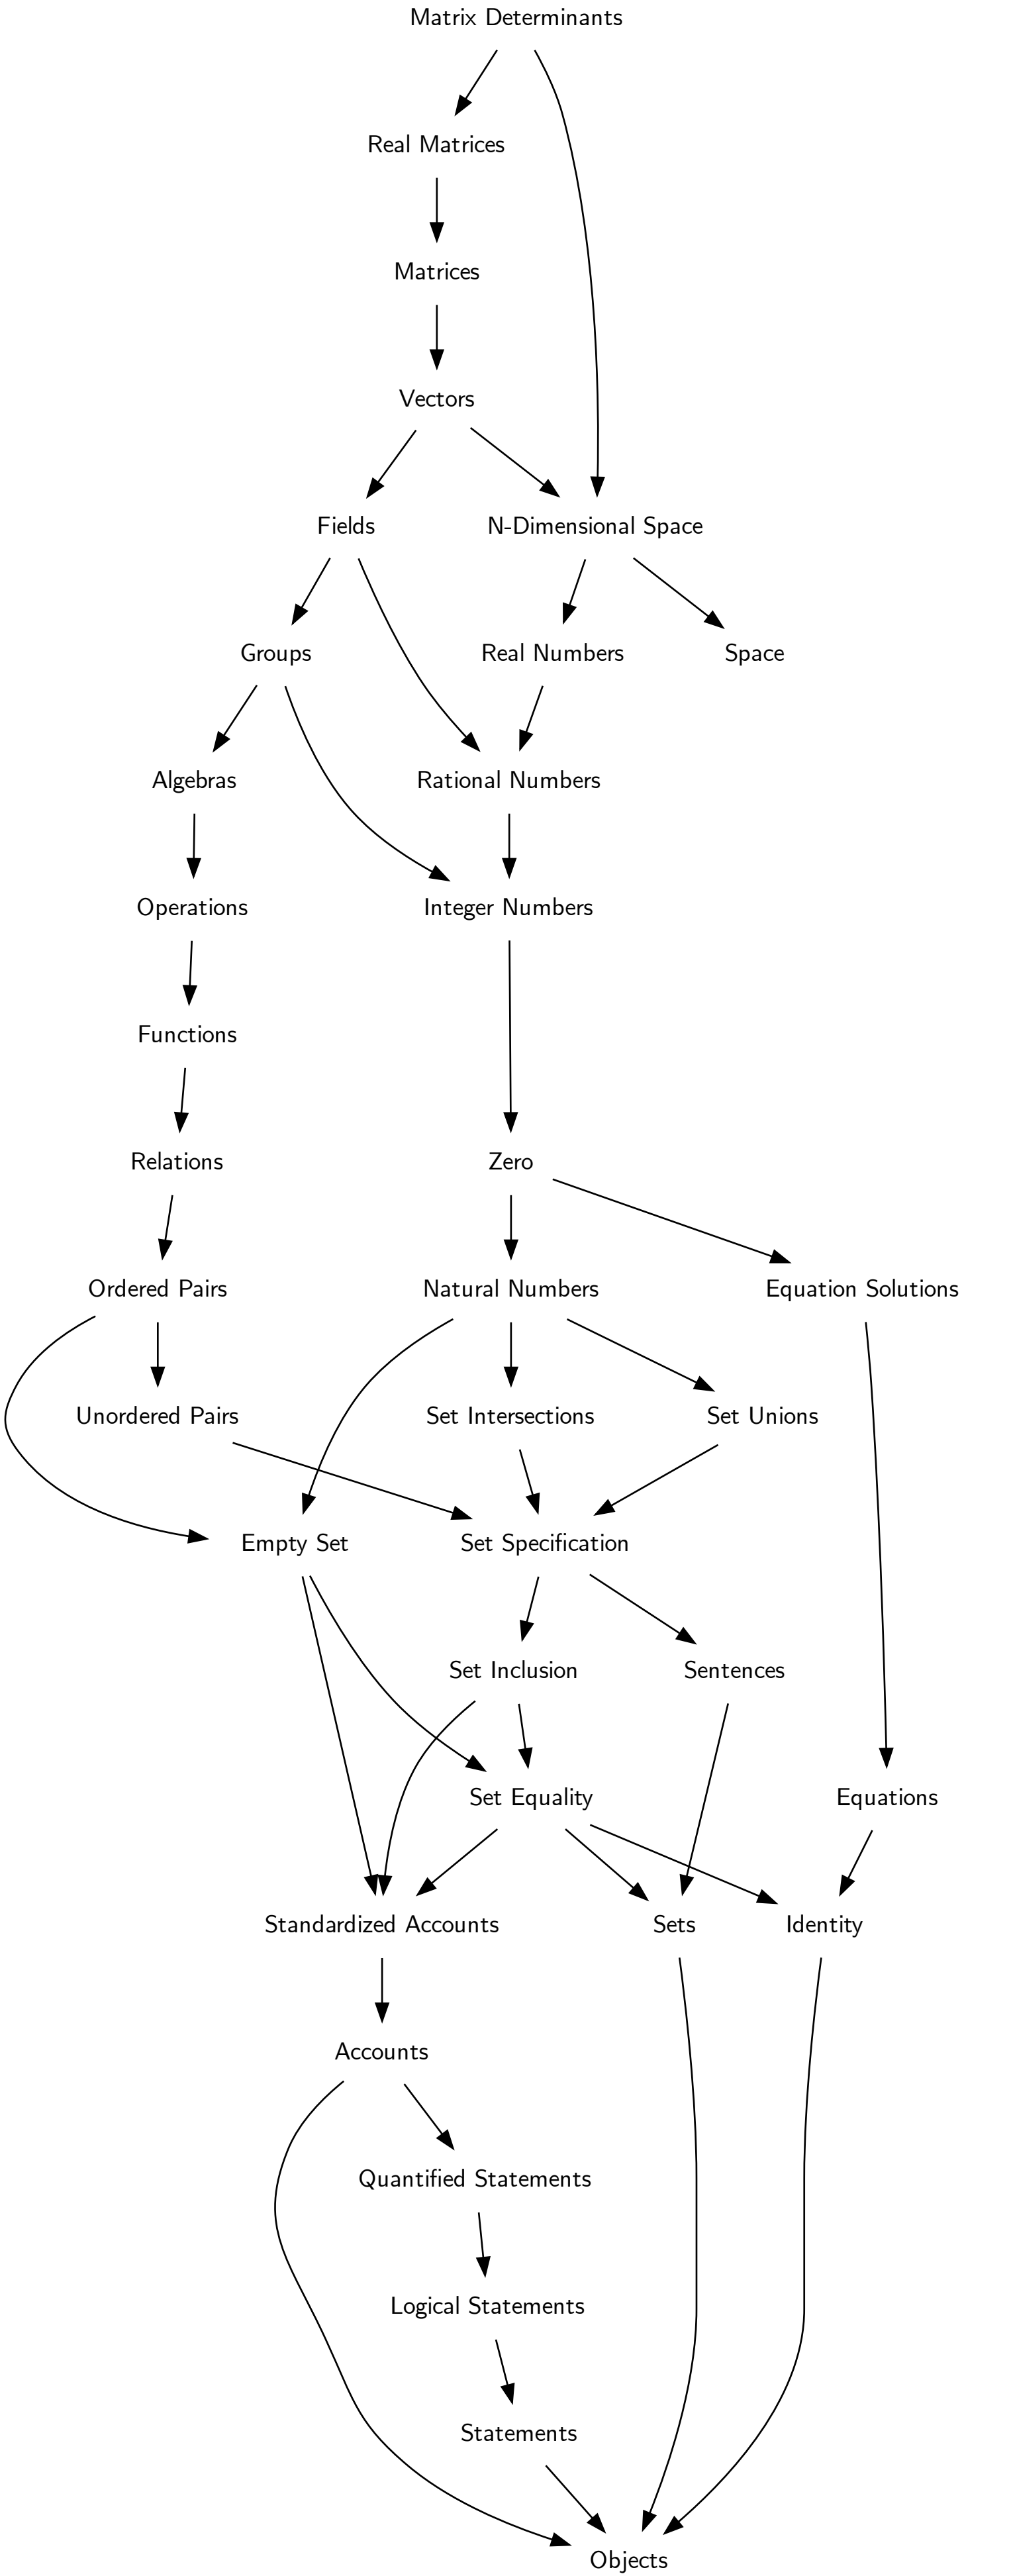 Matrix Determinants
Real Matrices
Matrices
Vectors
Fields
N-Dimensional Space
Groups
Real Numbers
Space
Algebras
Rational Numbers
Operations
Integer Numbers
Functions
Relations
Zero
Ordered Pairs
Natural Numbers
Equation Solutions
Unordered Pairs
Set Intersections
Set Unions
Empty Set
Set Specification
Set Inclusion
Sentences
Set Equality
Equations
Standardized Accounts
Sets
Identity
Accounts
Quantified Statements
Logical Statements
Statements
Objects